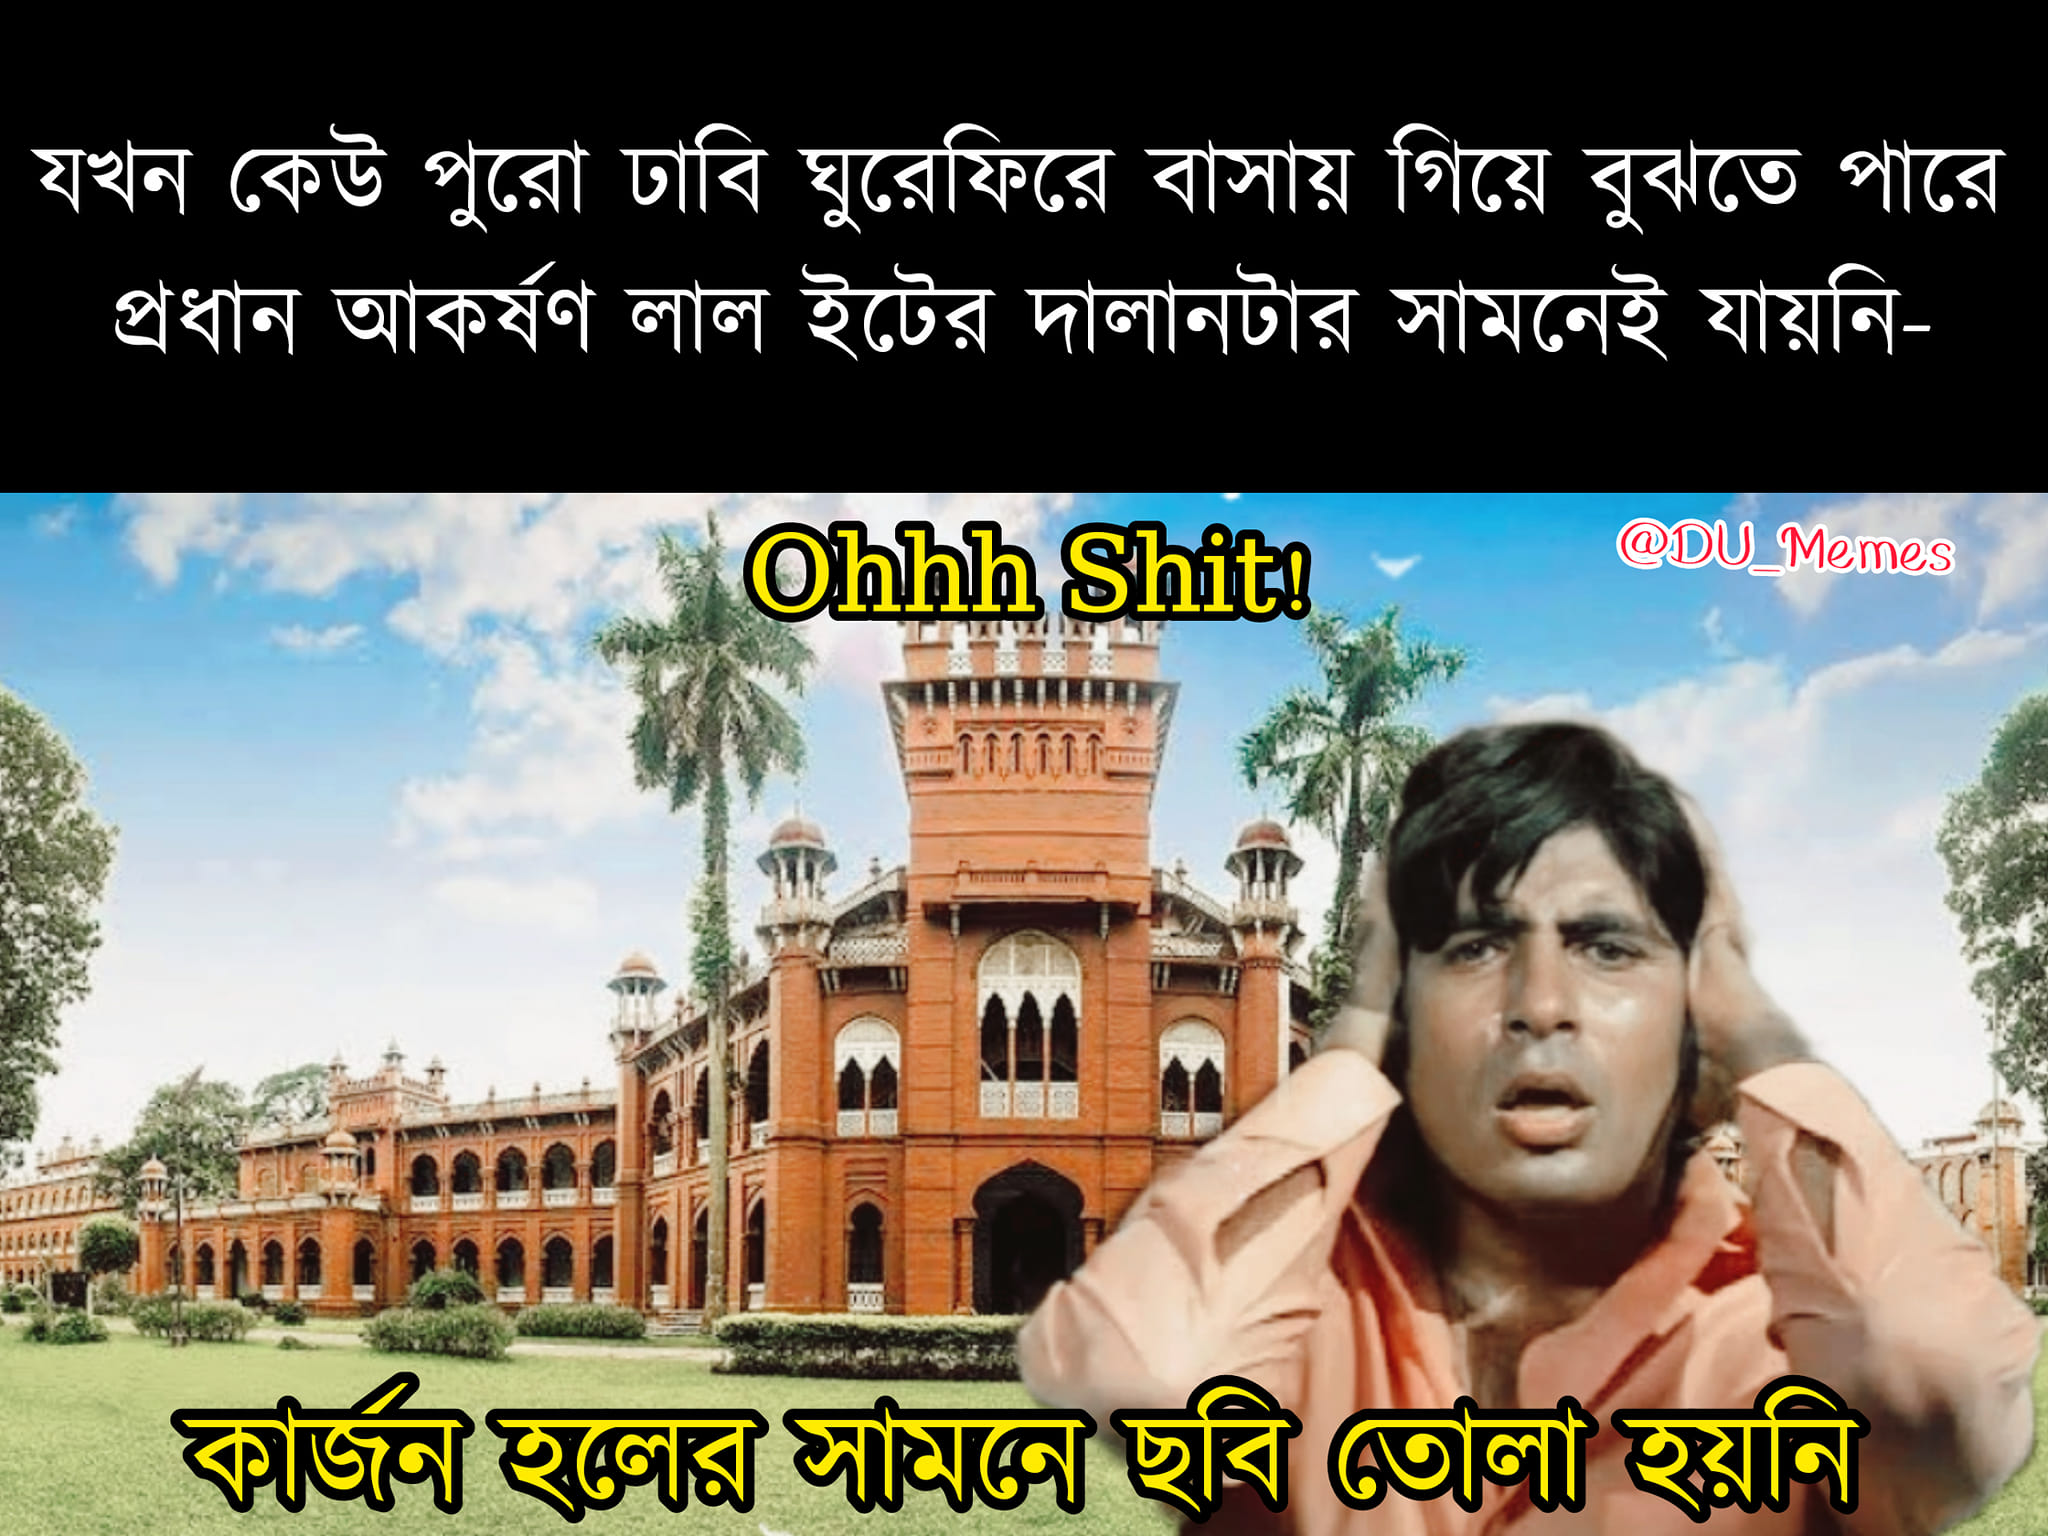 যখন কেউ পুরো ঢাবি ঘুরেফিরে বাসায় গিয়ে বুঝতে পারে
প্রধান আকর্ষণ লাল ইটের দালানটার সামনেই যায়নি-
Ohhh Shit!
@DU_Memes
কার্জন হলের সামনে ছবি তোলা হয়নি